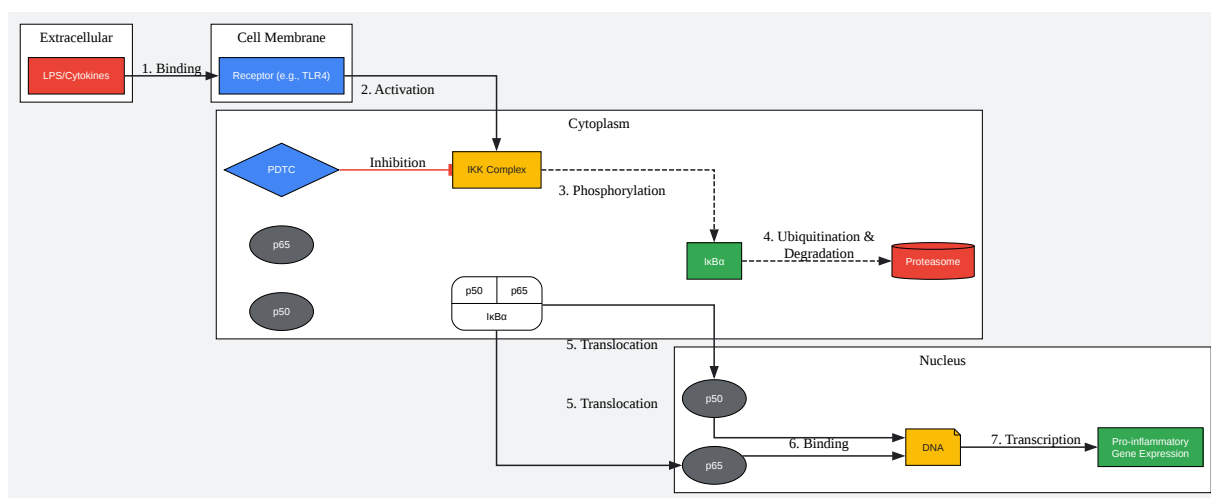 Extracellular
LPS/Cytokines
1. Binding
Cell Membrane
Receptor (e.g., TLR4)
2. Activation
Cytoplasm
PDTC
Inhibition
IKK Complex
3. Phosphorylation
p65
IκBα
4. Ubiquitination &
Degradation
Proteasome
p50
p50
p65
IκBα
5. Translocation
5. Translocation
Nucleus
p50
p65
6. Binding
DNA
7. Transcription
Pro-inflammatory
Gene Expression